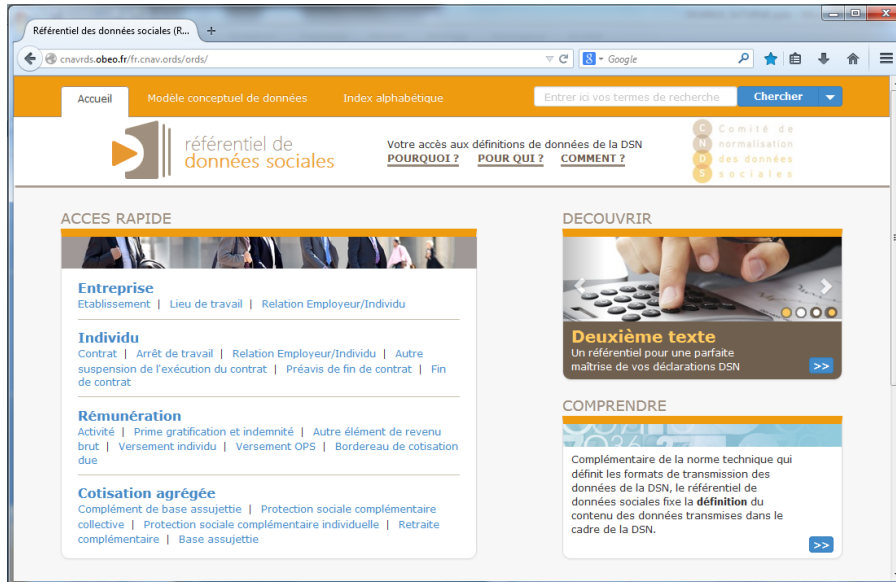 Référentiel des données sociales (R...
cnavrds.obeo.fr/fr.cnav.ords/ords/
Google
Accueil
Modèle conceptuel de données
Index alphabétique
Entrer ici vos termes de recherche
Chercher
référentiel de
données sociales
Votre accès aux définitions de données de la DSN
POURQUOI ? POUR QUI ? COMMENT ?
C Comité de
N normalisation
D des données
S sociales
ACCES RAPIDE
Entreprise
Etablissement | Lieu de travail | Relation Employeur/Individu
Individu
Contrat | Arrêt de travail | Relation Employeur/Individu | Autre
suspension de l'exécution du contrat | Préavis de fin de contrat | Fin
de contrat
Rémunération
Activité | Prime gratification et indemnité | Autre élément de revenu
brut | Versement individu | Versement OPS | Bordereau de cotisation
due
Cotisation agrégée
Complément de base assujettie | Protection sociale complémentaire
collective | Protection sociale complémentaire individuelle | Retraite
complémentaire | Base assujettie
DECOUVRIR
Deuxième texte
Un référentiel pour une parfaite
maîtrise de vos déclarations DSN
>>
COMPRENDRE
Complémentaire de la norme technique qui
définit les formats de transmission des
données de la DSN, le référentiel de
données sociales fixe la définition du
contenu des données transmises dans le
cadre de la DSN.
>>